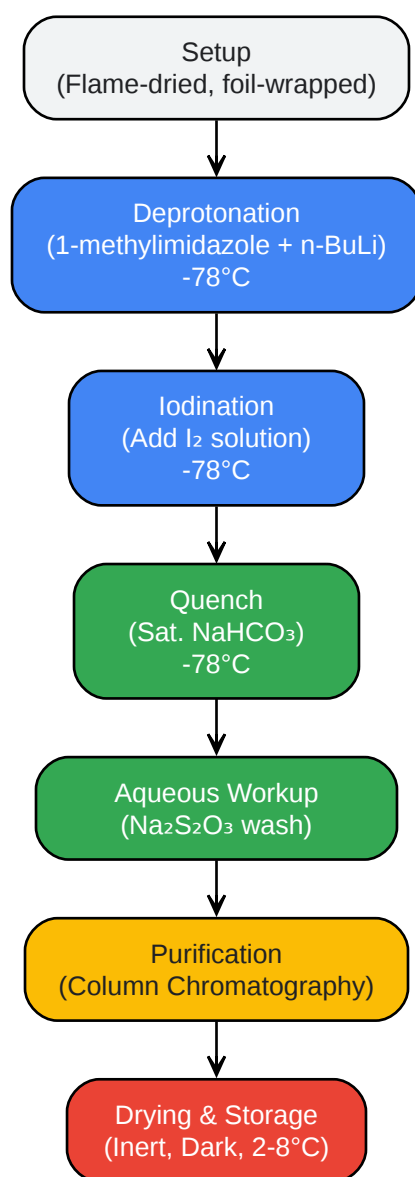 Setup
(Flame-dried, foil-wrapped)
Deprotonation
(1-methylimidazole + n-BuLi)
-78°C
Iodination
(Add I₂ solution)
-78°C
Quench
(Sat. NaHCO₃)
-78°C
Aqueous Workup
(Na₂S₂O₃ wash)
Purification
(Column Chromatography)
Drying & Storage
(Inert, Dark, 2-8°C)